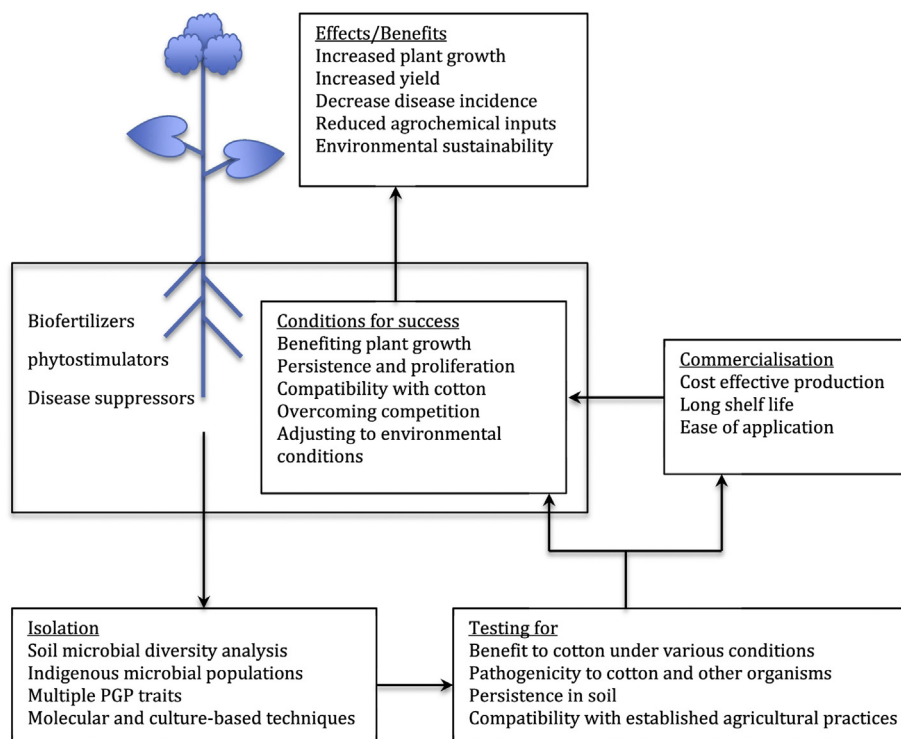 Effects/Benefits
Increased plant growth
Increased yield
Decrease disease incidence
Reduced agrochemical inputs
Environmental sustainability
Biofertilizers
phytostimulators
Disease suppressors
Conditions for success
Benefiting plant growth
Persistence and proliferation
Compatibility with cotton
Overcoming competition
Adjusting to environmental
conditions
Commercialisation
Cost effective production
Long shelf life
Ease of application
Isolation
Soil microbial diversity analysis
Indigenous microbial populations
Multiple PGP traits
Molecular and culture-based techniques
Testing for
Benefit to cotton under various conditions
Pathogenicity to cotton and other organisms
Persistence in soil
Compatibility with established agricultural practices